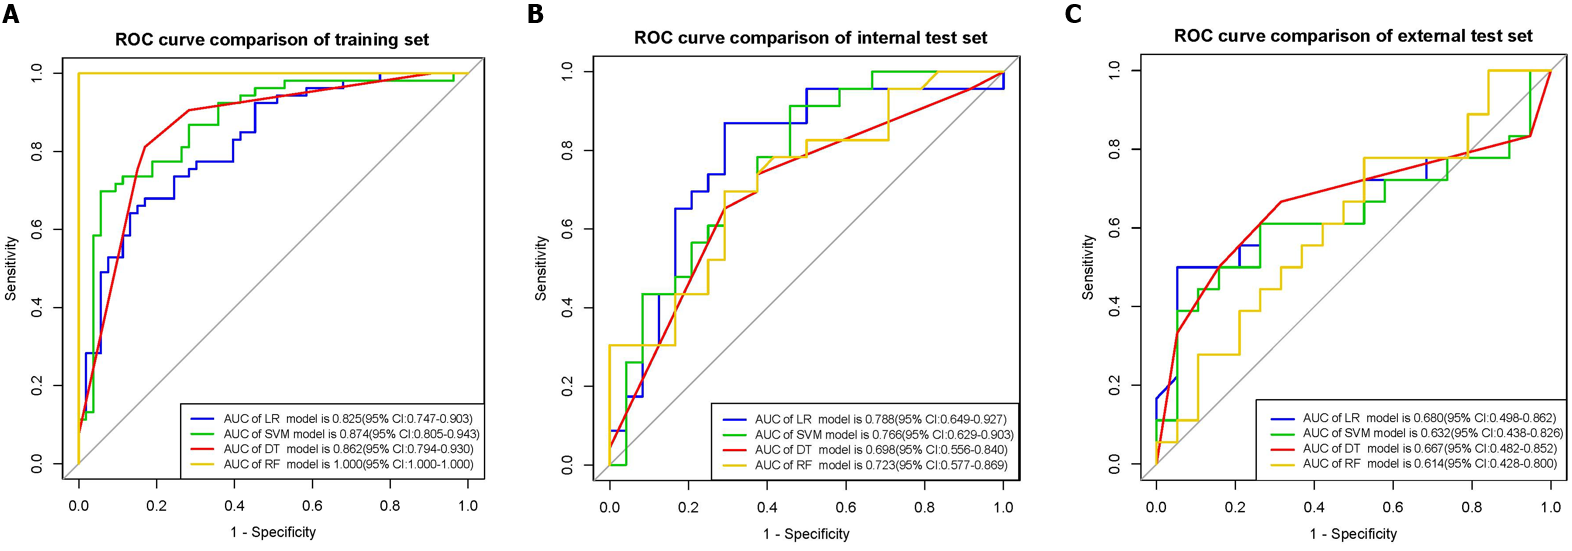 A
ROC curve comparison of training set
Sensitivity
1.0
0.8
0.6
0.4
0.2
0.0
AUC of LR model is 0.825(95% CI:0.747-0.903)
AUC of SVM model is 0.874(95% CI:0.805-0.943)
AUC of DT model is 0.862(95% CI:0.794-0.930)
AUC of RF model is 1.000(95% CI:1.000-1.000)
0.0 0.2 0.4 0.6 0.8 1.0
1 - Specificity
B
ROC curve comparison of internal test set
Sensitivity
1.0
0.8
0.6
0.4
0.2
0.0
AUC of LR model is 0.788(95% CI:0.649-0.927)
AUC of SVM model is 0.766(95% CI:0.629-0.903)
AUC of DT model is 0.698(95% CI:0.556-0.840)
AUC of RF model is 0.723(95% CI:0.577-0.869)
0.0 0.2 0.4 0.6 0.8 1.0
1 - Specificity
C
ROC curve comparison of external test set
Sensitivity
1.0
0.8
0.6
0.4
0.2
0.0
AUC of LR model is 0.680(95% CI:0.498-0.862)
AUC of SVM model is 0.632(95% CI:0.438-0.826)
AUC of DT model is 0.667(95% CI:0.482-0.852)
AUC of RF model is 0.614(95% CI:0.428-0.800)
0.0 0.2 0.4 0.6 0.8 1.0
1 - Specificity